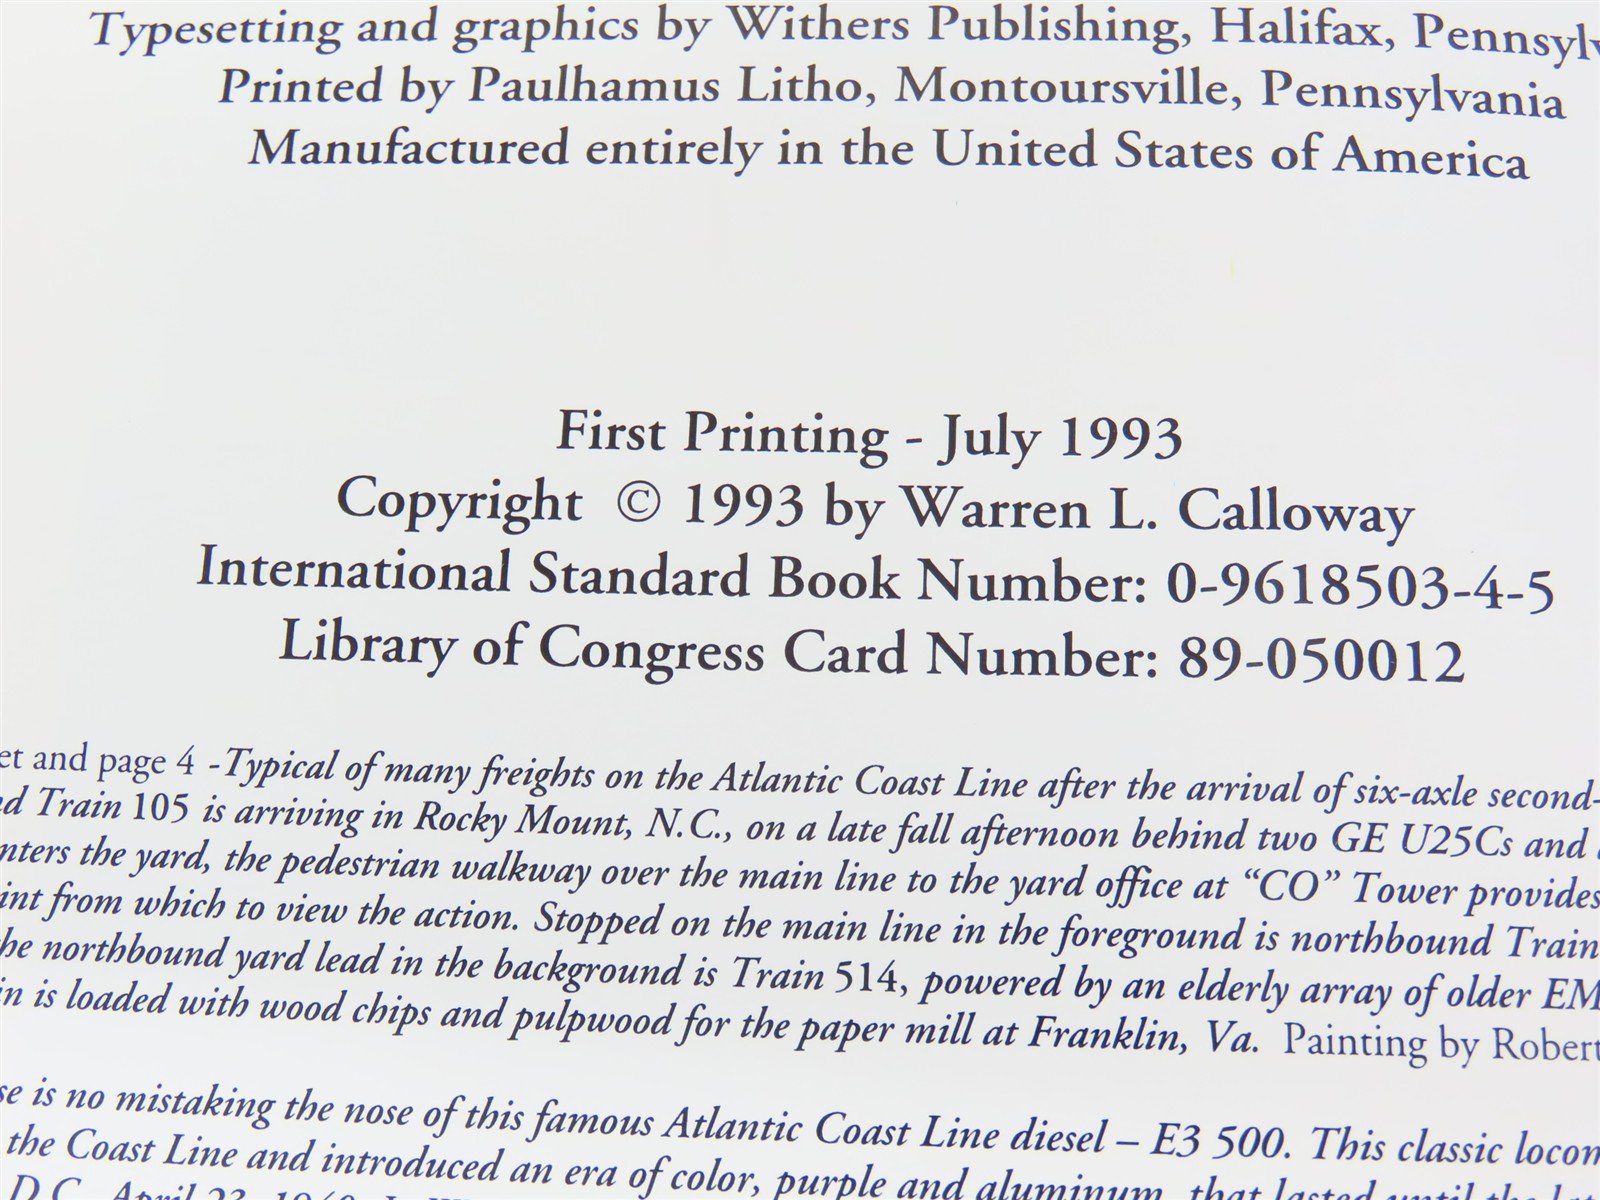 Typesetting and graphics by Withers Publishing, Halifax,
Printed by Paulhamus Litho, Montoursville, Pennsylvania
Manufactured entirely in the United States of America
First Printing - July 1993
Copyright © 1993 by Warren L. Calloway
International Standard Book Number: 0-9618503-4-5
Library of Congress Card Number: 89-050012
and page 4 -Typical of many freights on the Atlantic Coast Line after the arrival of six-axle second-
Train 105 is arriving in Rocky Mount, N.C., on a late fall afternoon behind two GE U25Cs and
the yard, the pedestrian walkway over the main line to the yard office at “CO” Tower provides
from which to view the action. Stopped on the main line in the foreground is northbound Train
northbound yard lead in the background is Train 514, powered by an elderly array of older
is loaded with wood chips and pulpwood for the paper mill at Franklin, Va. Painting by Robert
is no mistaking the nose of this famous Atlantic Coast Line diesel – E3 500. This classic
the Coast Line and introduced an era of color, purple and aluminum, that lasted until the
D.C., April 23,